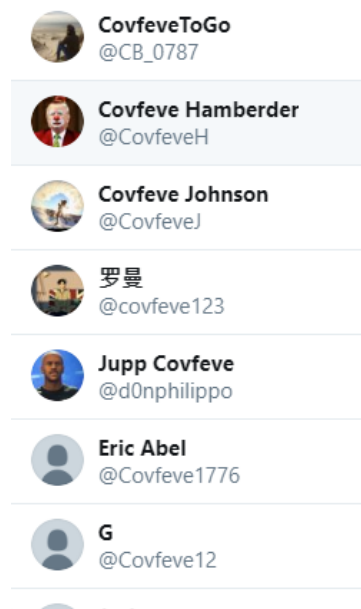 CovfeveToGo
@CB_0787
Covfeve Hamberder
@CovfeveH
Covfeve Johnson
@CovfeveJ
罗曼
@covfeve123
Jupp Covfeve
@d0nphilippo
Eric Abel
@Covfeve1776
G
@Covfeve12